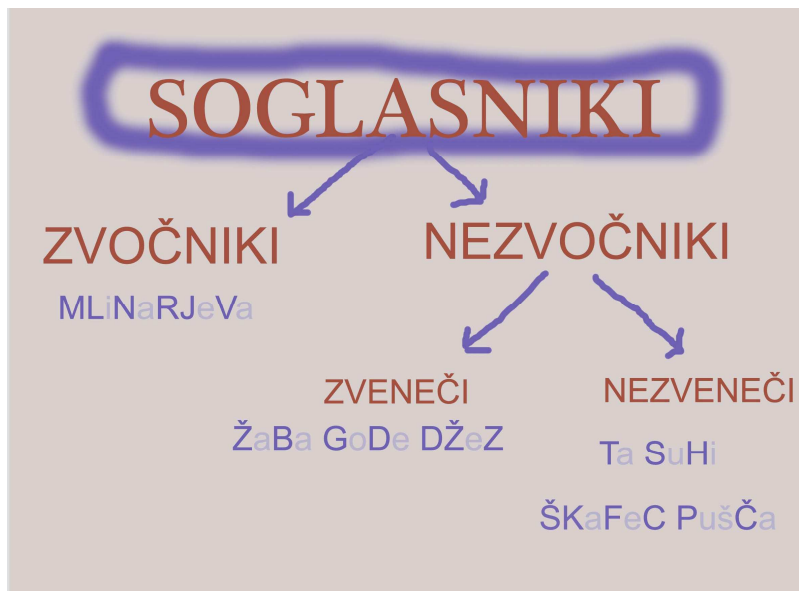 SOGLASNIKI
ZVOČNIKI
NEZVOČNIKI
MLiNaRJeVa
ZVENEČI
NEZVENEČI
ŽaBa GoDe DŽeZ
Ta SuHi
ŠKaFeC PušČa